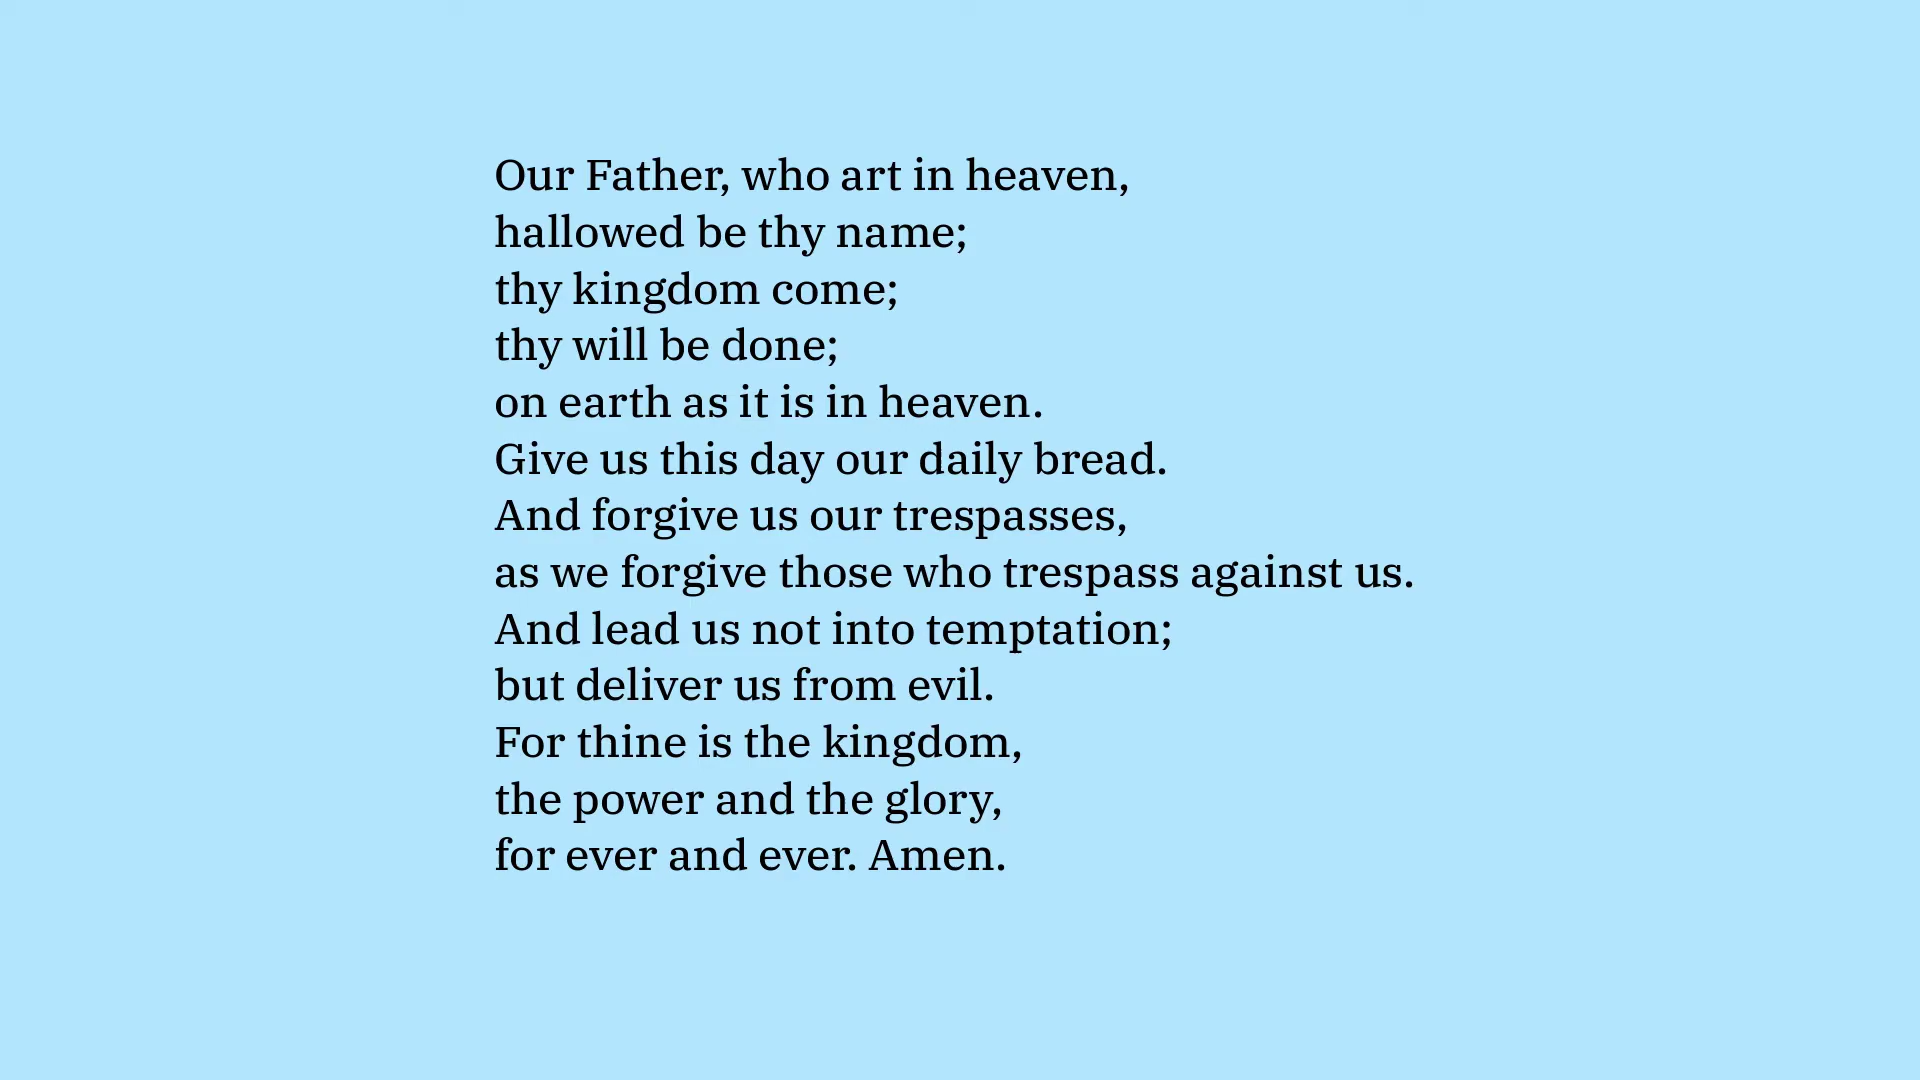 Our Father, who art in heaven,
hallowed be thy name;
thy kingdom come;
thy will be done;
on earth as it is in heaven.
Give us this day our daily bread.
And forgive us our trespasses,
as we forgive those who trespass against us.
And lead us not into temptation;
but deliver us from evil.
For thine is the kingdom,
the power and the glory,
for ever and ever. Amen.